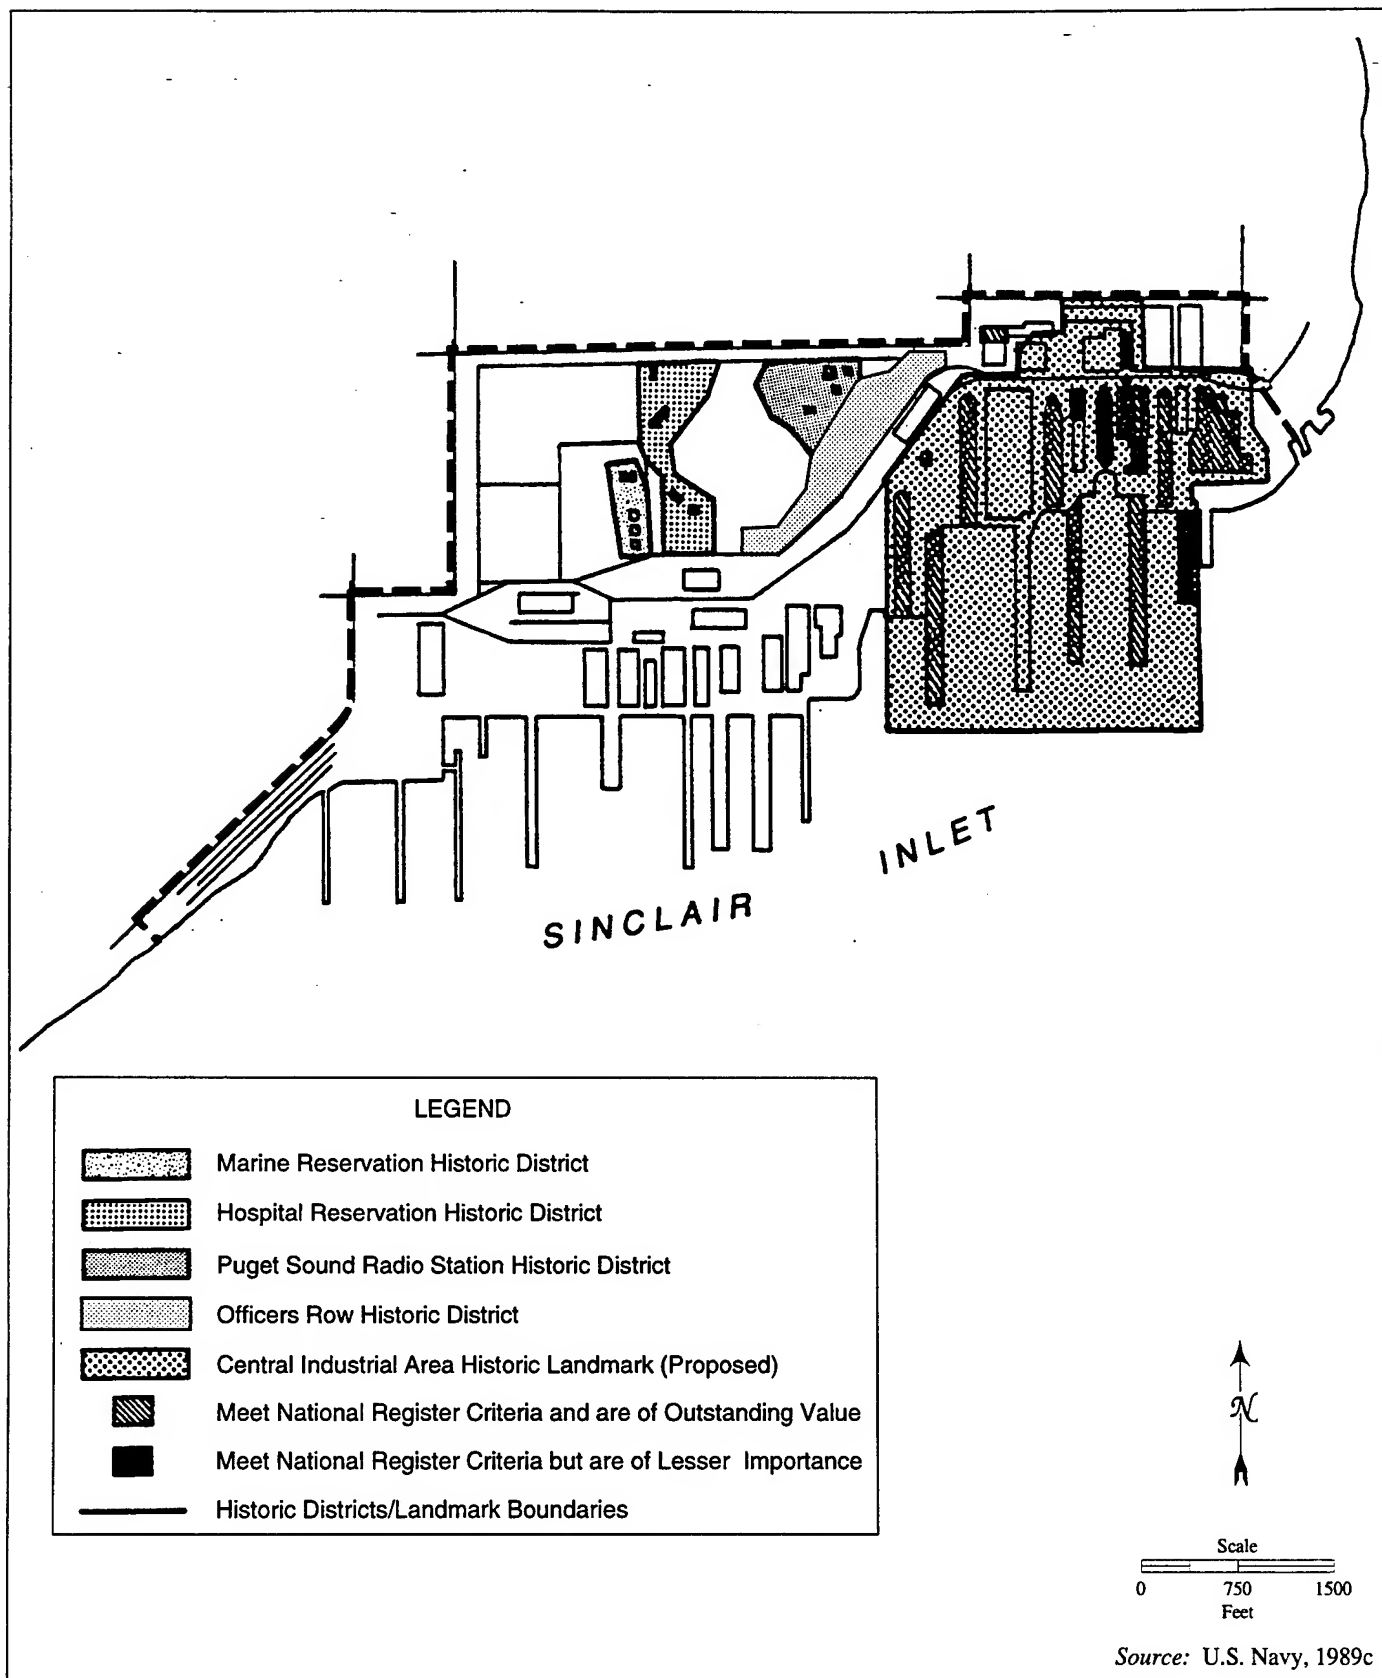 INLET
SINCLAIR
LEGEND
Marine Reservation Historic District
Hospital Reservation Historic District
Puget Sound Radio Station Historic District
Officers Row Historic District
Central Industrial Area Historic Landmark (Proposed)
Meet National Register Criteria and are of Outstanding Value
Meet National Register Criteria but are of Lesser Importance
Historic Districts/Landmark Boundaries
N
Scale
0 750 1500
Feet
Source: U.S. Navy, 1989c